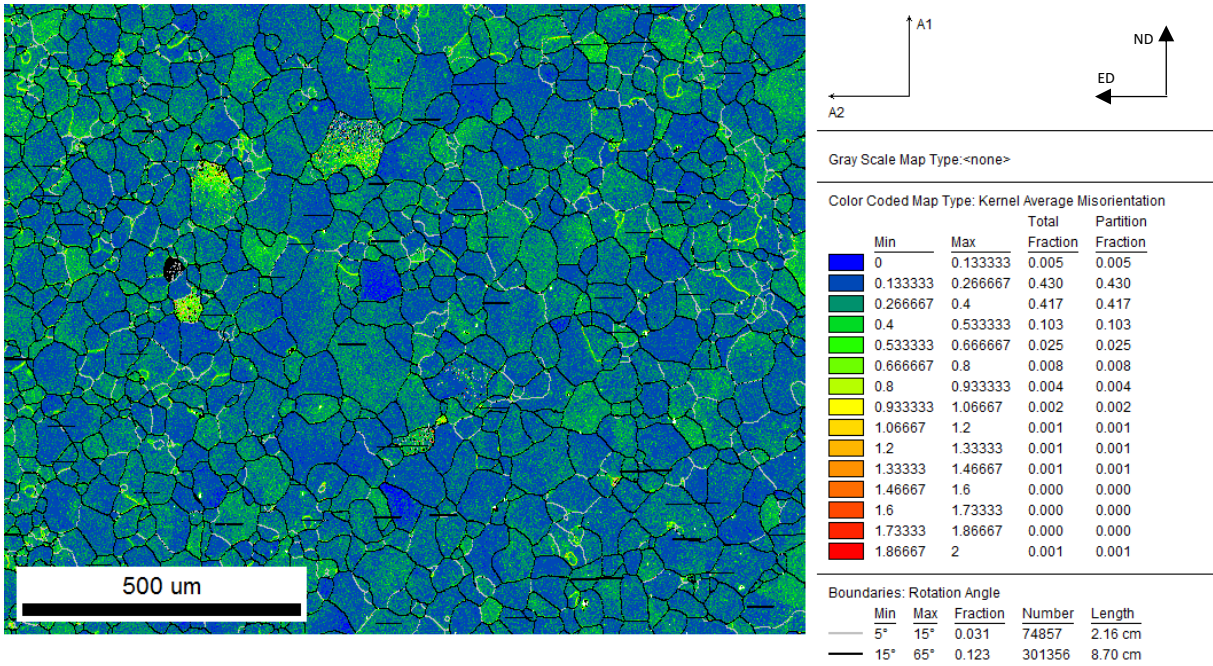 500 um
A1
A2
ND
ED
Gray Scale Map Type:<none>
Color Coded Map Type: Kernel Average Misorientation
Total Partition
Min Max Fraction Fraction
0 0.133333 0.005 0.005
0.133333 0.266667 0.430 0.430
0.266667 0.4 0.417 0.417
0.4 0.533333 0.103 0.103
0.533333 0.666667 0.025 0.025
0.666667 0.8 0.008 0.008
0.8 0.933333 0.004 0.004
0.933333 1.06667 0.002 0.002
1.06667 1.2 0.001 0.001
1.2 1.33333 0.001 0.001
1.33333 1.46667 0.001 0.001
1.46667 1.6 0.000 0.000
1.6 1.73333 0.000 0.000
1.73333 1.86667 0.000 0.000
1.86667 2 0.001 0.001
Boundaries: Rotation Angle
Min Max Fraction Number Length
5° 15° 0.031 74857 2.16 cm
15° 65° 0.123 301356 8.70 cm